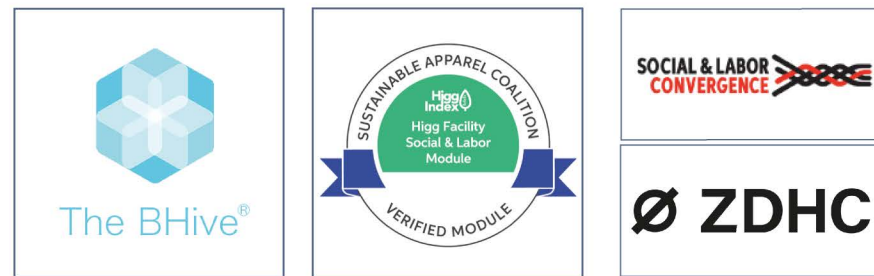 The BHive®
SUSTAINABLE APPAREL COALITION
Higg
Index
Higg Facility
Social & Labor
Module
VERIFIED MODULE
SOCIAL & LABOR
CONVERGENCE
ZDHC